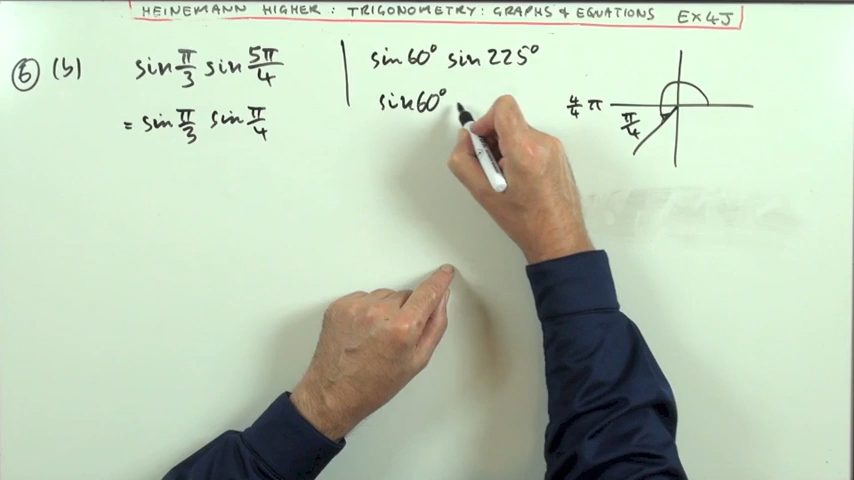 HEINEMANN HIGHER : TRIGONOMETRY : GRAPHS & EQUATIONS EX 4J
⑥ (b) sin π/3 sin 5π/4
= sin π/3 sin π/4
sin 60° sin 225°
sin 60°
4/4 π
π/4